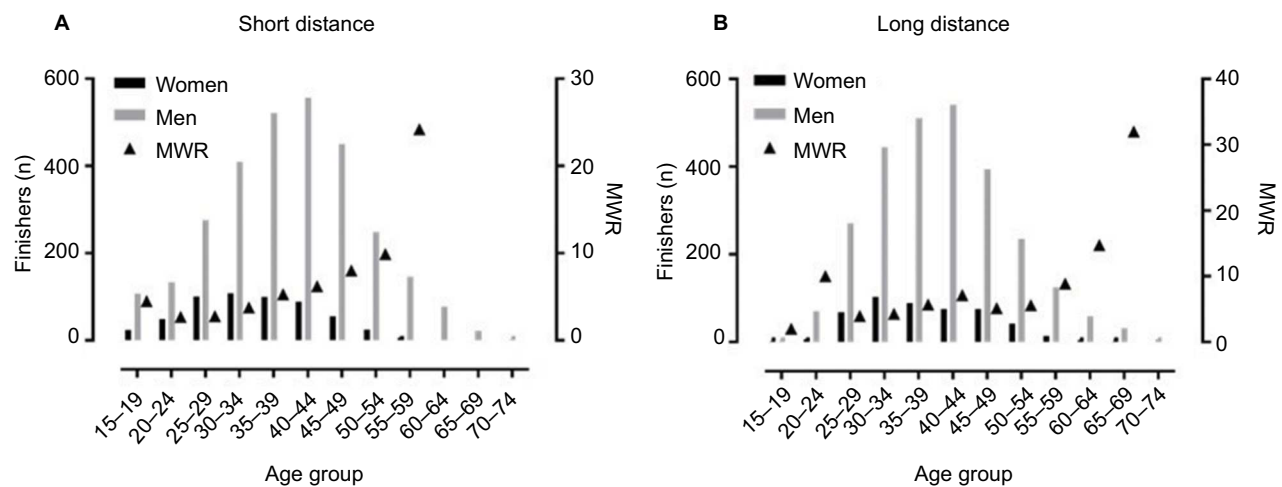 A
Short distance
600
400
200
0
Finishers (n)
Women
Men
MWR
30
20
10
0
MWR
15–19
20–24
25–29
30–34
35–39
40–44
45–49
50–54
55–59
60–64
65–69
70–74
Age group
B
Long distance
600
400
200
0
Finishers (n)
Women
Men
MWR
40
30
20
10
0
MWR
15–19
20–24
25–29
30–34
35–39
40–44
45–49
50–54
55–59
60–64
65–69
70–74
Age group